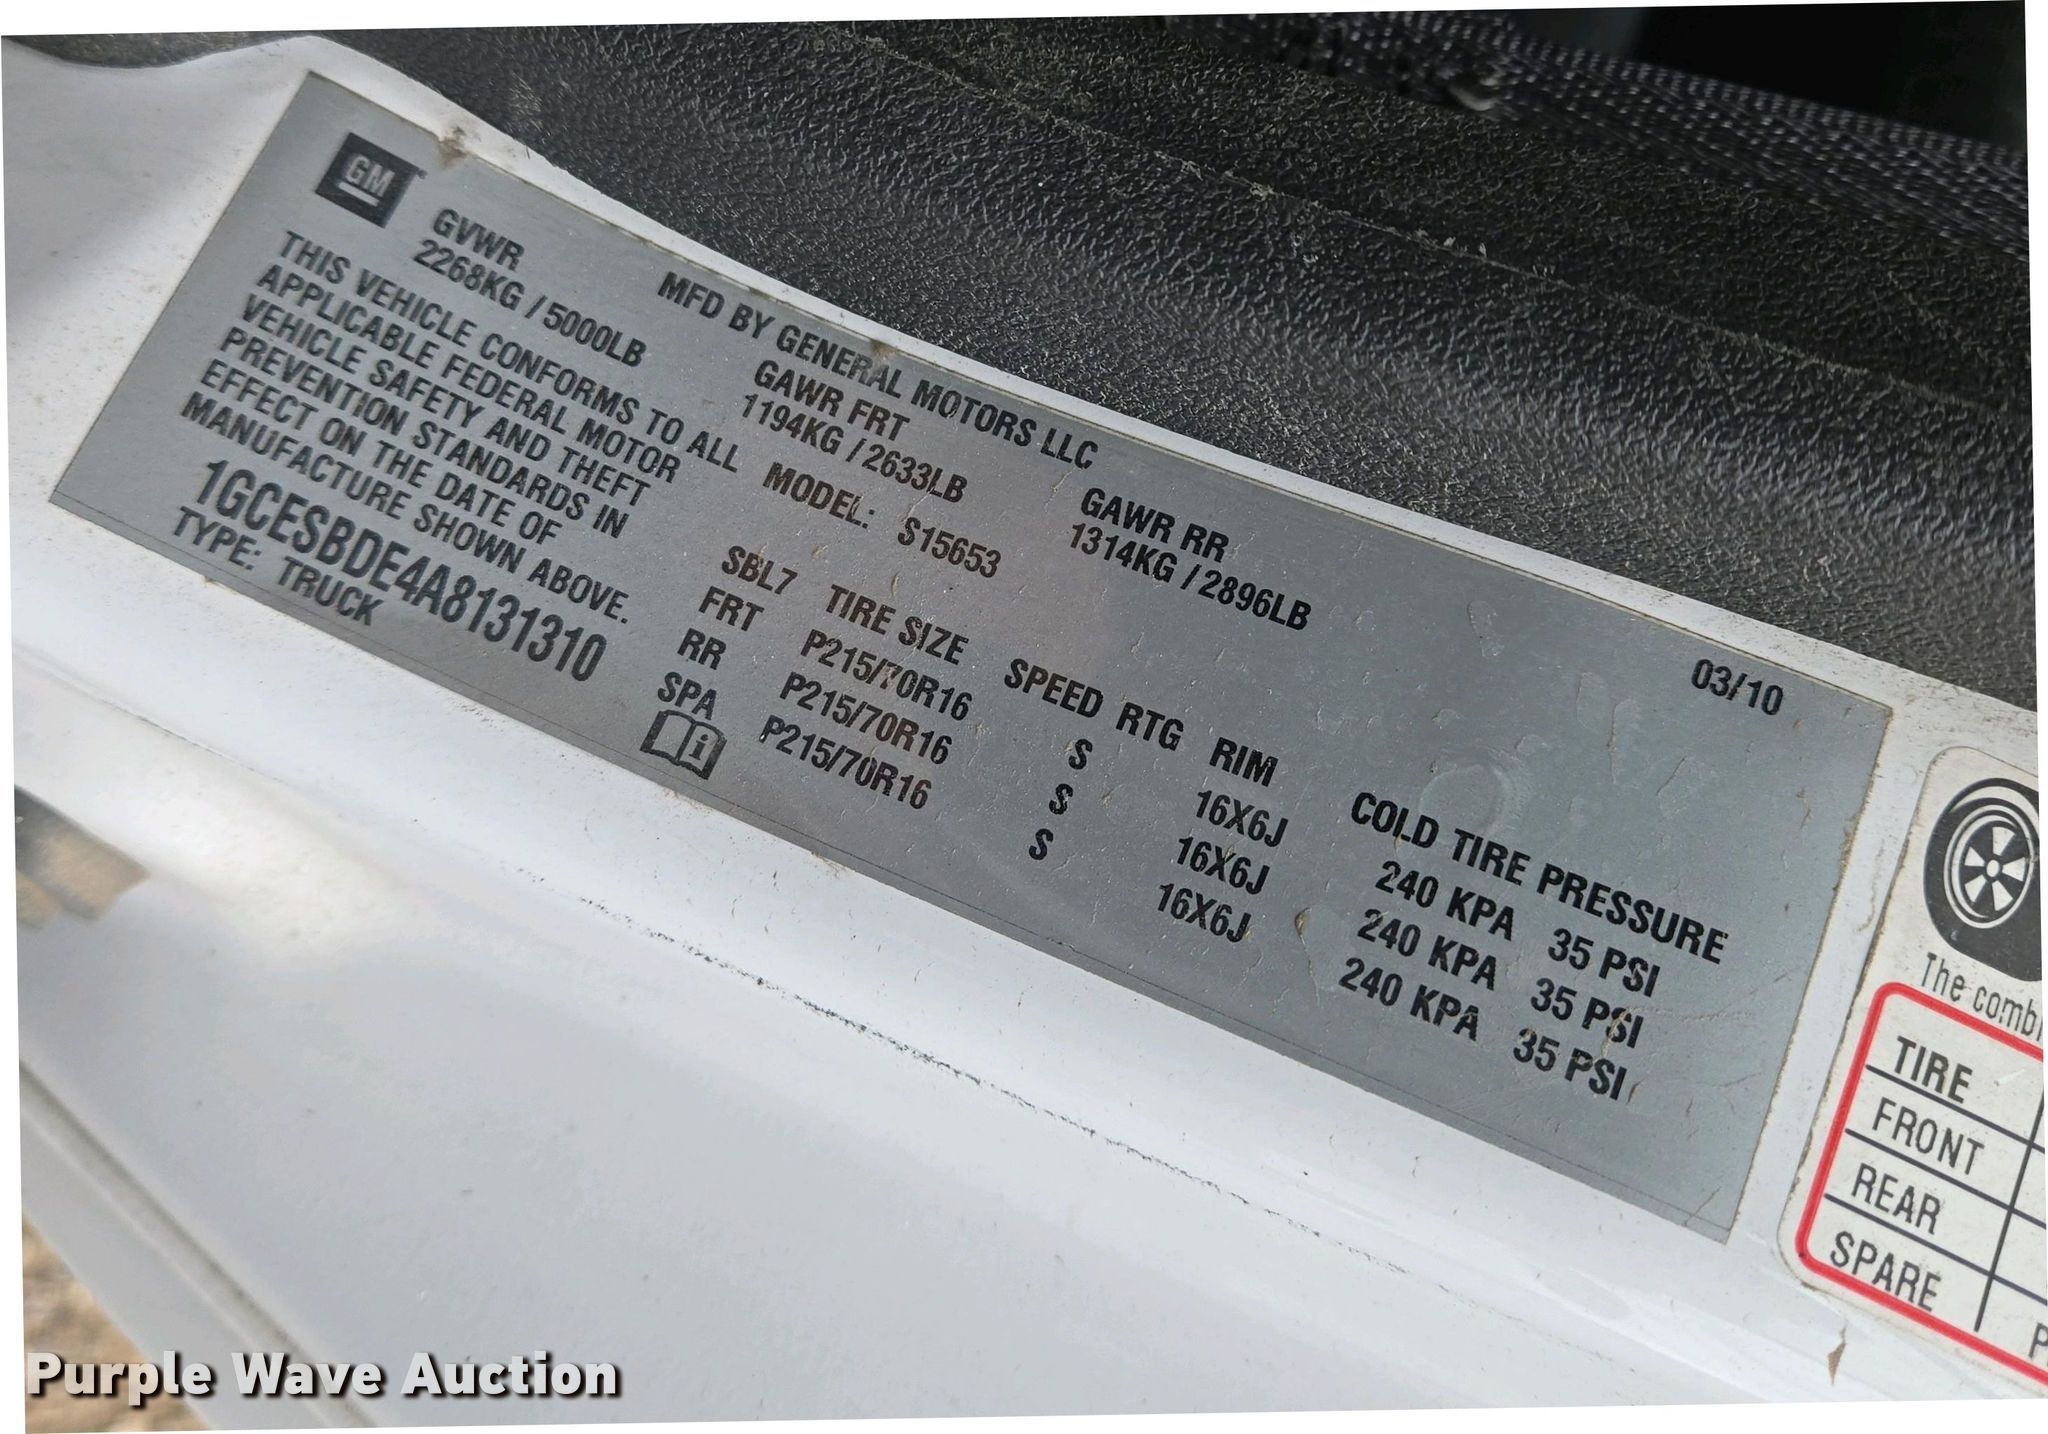 GM
MFD BY GENERAL MOTORS LLC 03/10
GVWR GAWR FRT GAWR RR
2268KG / 5000LB 1194KG / 2633LB 1314KG / 2896LB
THIS VEHICLE CONFORMS TO ALL
APPLICABLE FEDERAL MOTOR
VEHICLE SAFETY AND THEFT
PREVENTION STANDARDS IN
EFFECT ON THE DATE OF
MANUFACTURE SHOWN ABOVE.
1GCESBDE4A8131310
TYPE: TRUCK
MODEL: S15653
SBL7 TIRE SIZE SPEED RTG RIM COLD TIRE PRESSURE
FRT P215/70R16 S 16X6J 240 KPA 35 PSI
RR P215/70R16 S 16X6J 240 KPA 35 PSI
SPA P215/70R16 S 16X6J 240 KPA 35 PSI
i
The combi
TIRE
FRONT
REAR
SPARE
P
Purple Wave Auction